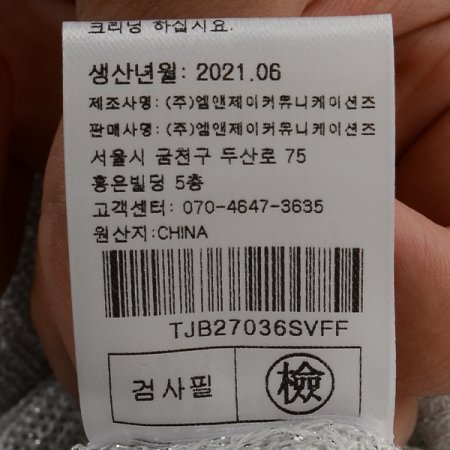 크리닝 하십시요.
생산년월: 2021.06
제조사명: (주)엠앤제이커뮤니케이션즈
판매사명: (주)엠앤제이커뮤니케이션즈
서울시 금천구 두산로 75
홍은빌딩 5층
고객센터: 070-4647-3635
원산지:CHINA
TJB27036SVFF
검사필 檢